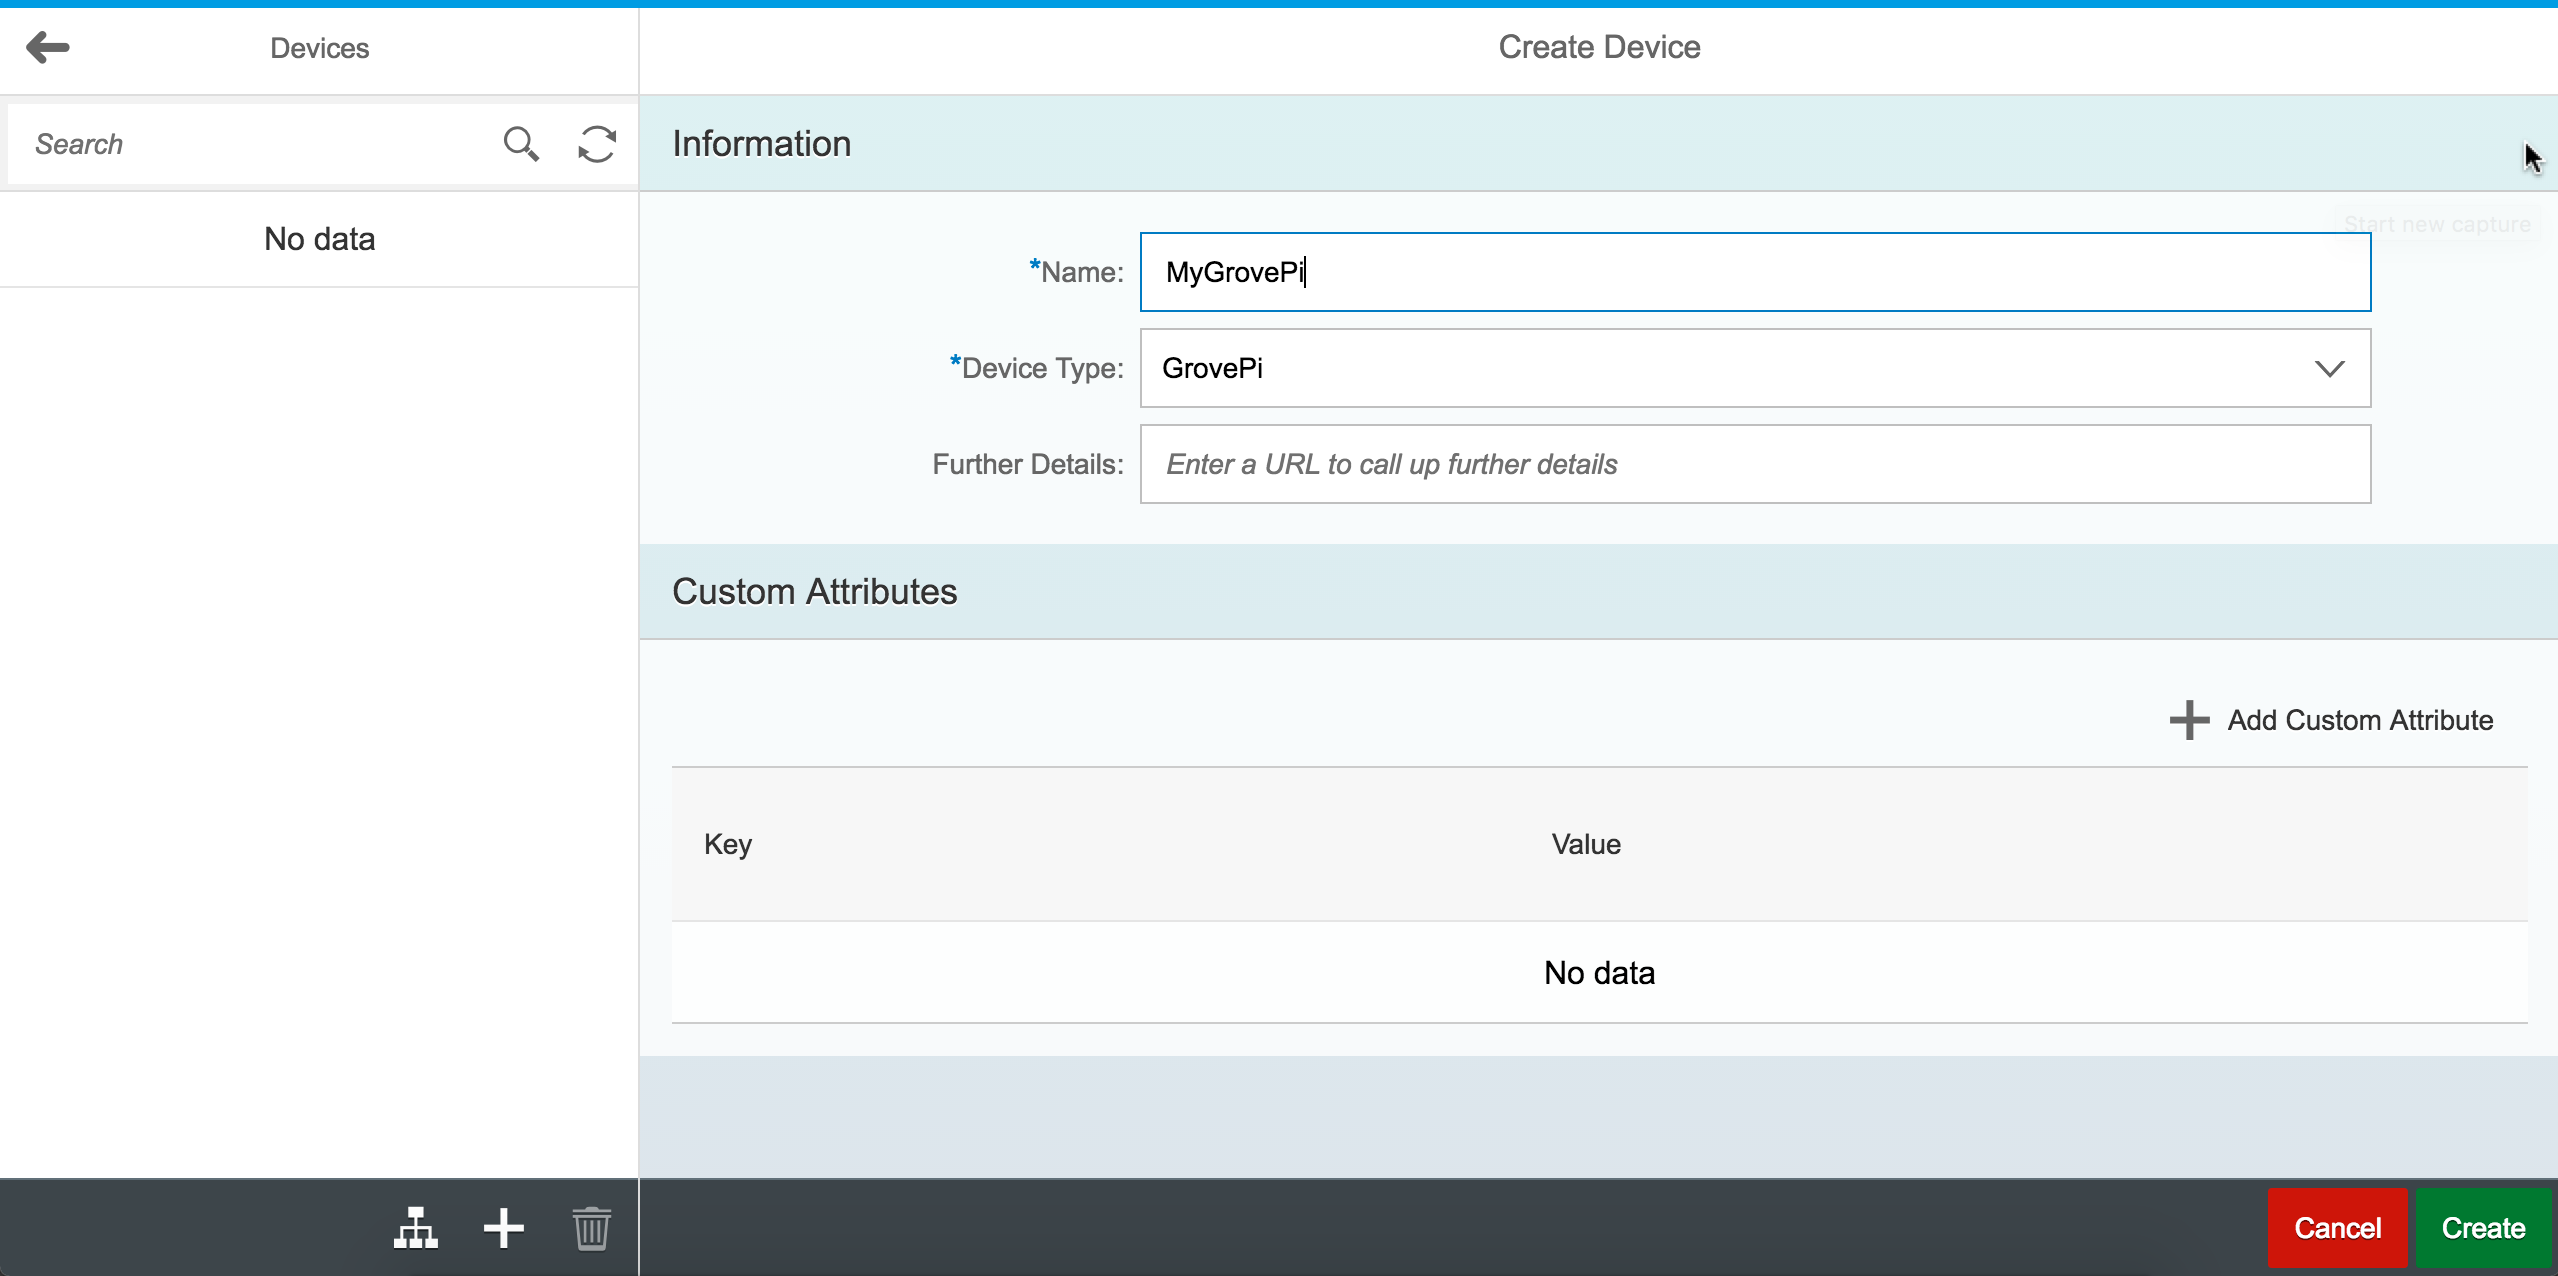 Devices
Create Device
Search
Information
No data
Start new capture
*Name:
MyGrovePi
*Device Type:
GrovePi
Further Details:
Enter a URL to call up further details
Custom Attributes
Add Custom Attribute
Key
Value
No data
Cancel
Create